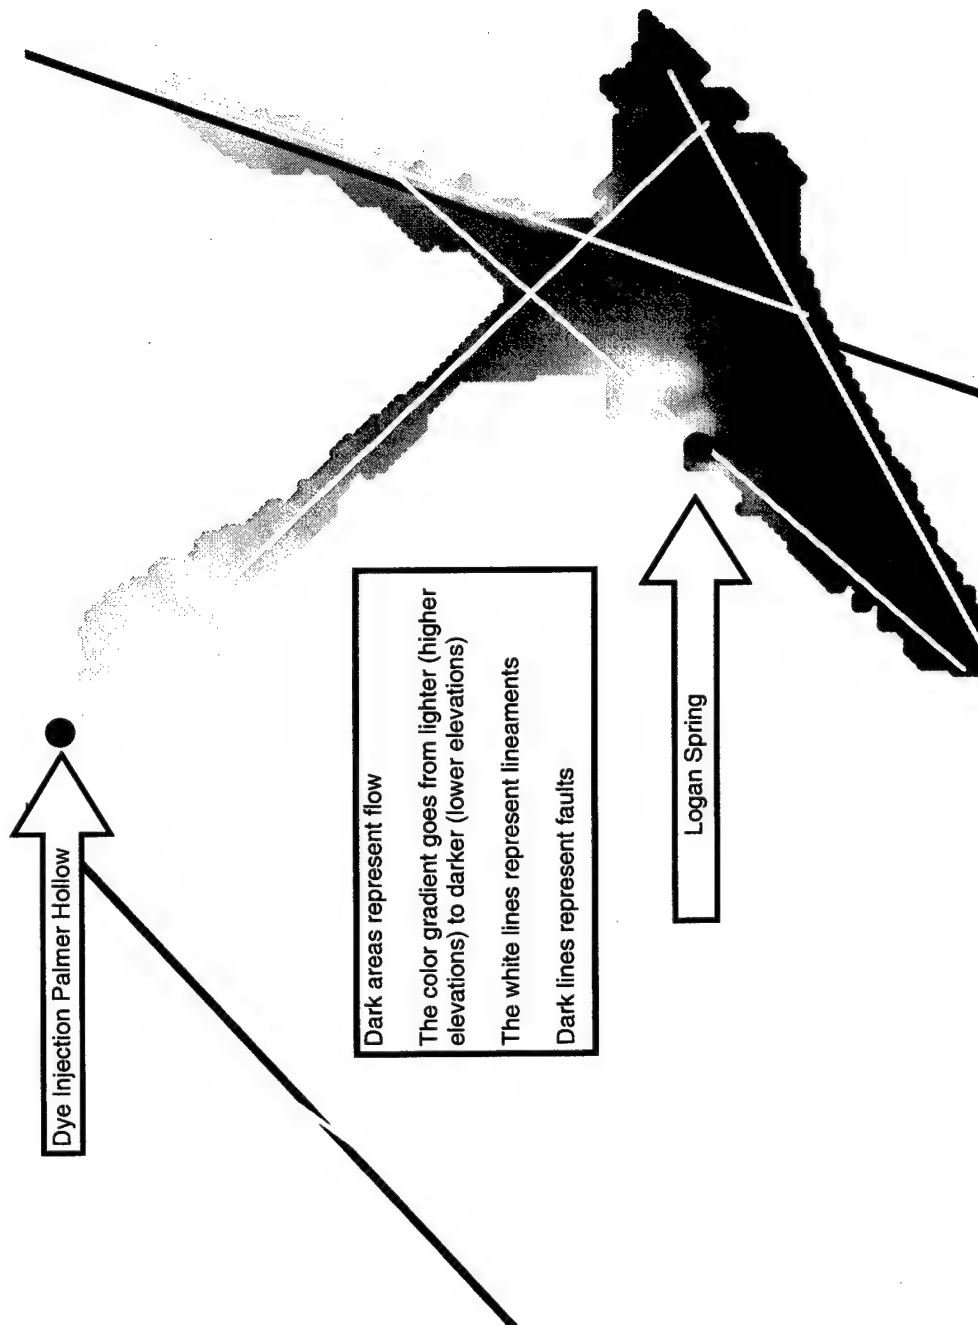 Dye Injection Palmer Hollow
Dark areas represent flow
The color gradient goes from lighter (higher
elevations) to darker (lower elevations)
The white lines represent lineaments
Dark lines represent faults
Logan Spring